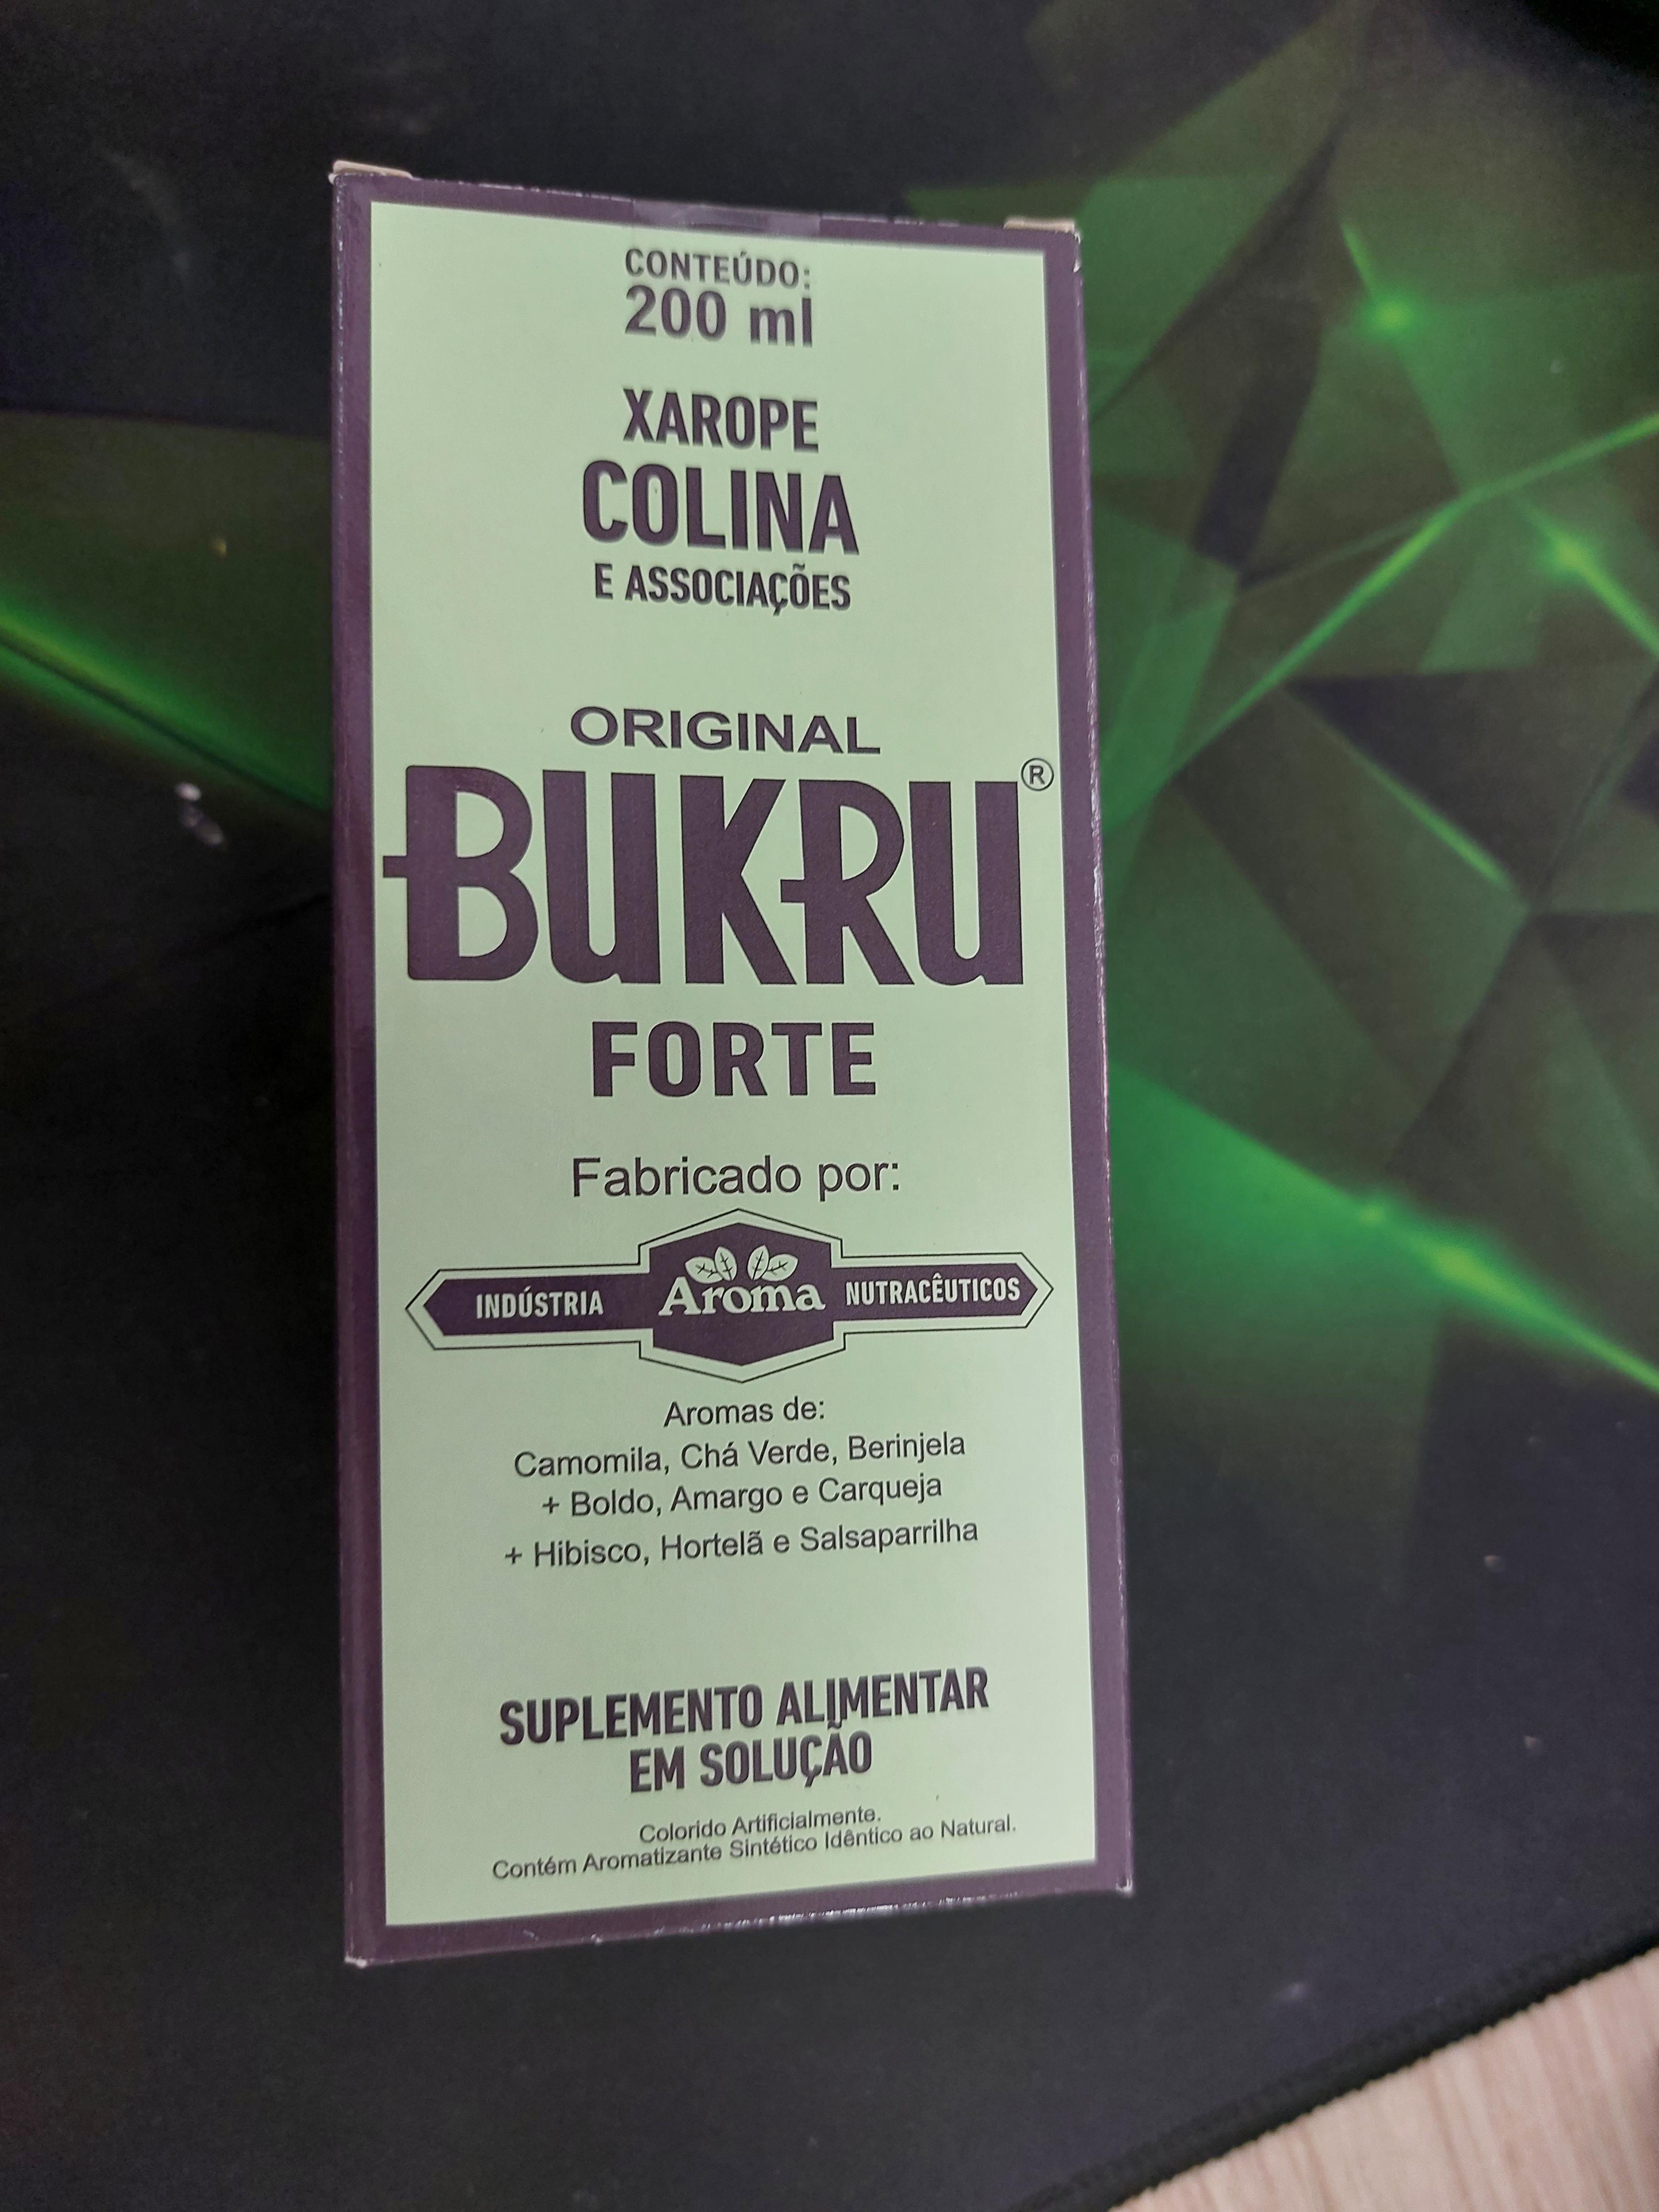 CONTEÚDO:
200 ml
XAROPE
COLINA
E ASSOCIAÇÕES
ORIGINAL
BUKRU®
FORTE
Fabricado por:
INDÚSTRIA Aroma NUTRACÊUTICOS
Aromas de:
Camomila, Chá Verde, Berinjela
+ Boldo, Amargo e Carqueja
+ Hibisco, Hortelã e Salsaparrilha
SUPLEMENTO ALIMENTAR
EM SOLUÇÃO
Colorido Artificialmente.
Contém Aromatizante Sintético Idêntico ao Natural.